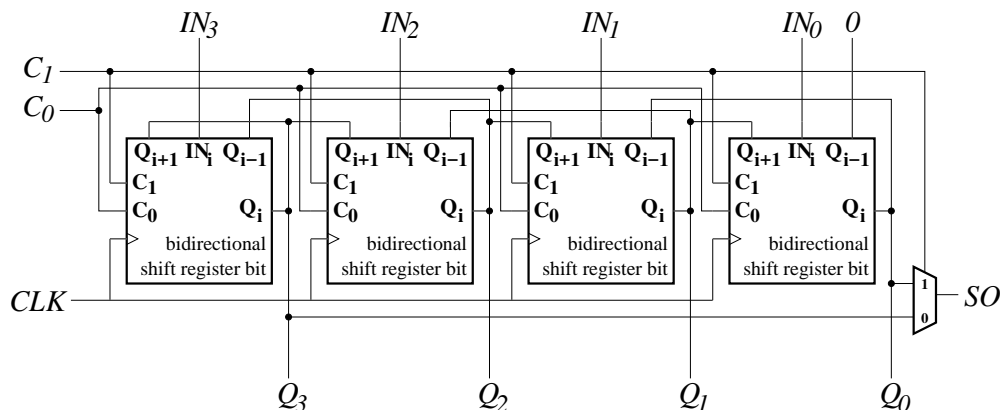 IN3 IN2 IN1 IN0 0
C1
C0
Qi+1 INi Qi–1 Qi+1 INi Qi–1 Qi+1 INi Qi–1 Qi+1 INi Qi–1
C1 C1 C1 C1
C0 Qi C0 Qi C0 Qi C0 Qi
bidirectional bidirectional bidirectional bidirectional
shift register bit shift register bit shift register bit shift register bit
1
CLK SO
0
Q3 Q2 Q1 Q0